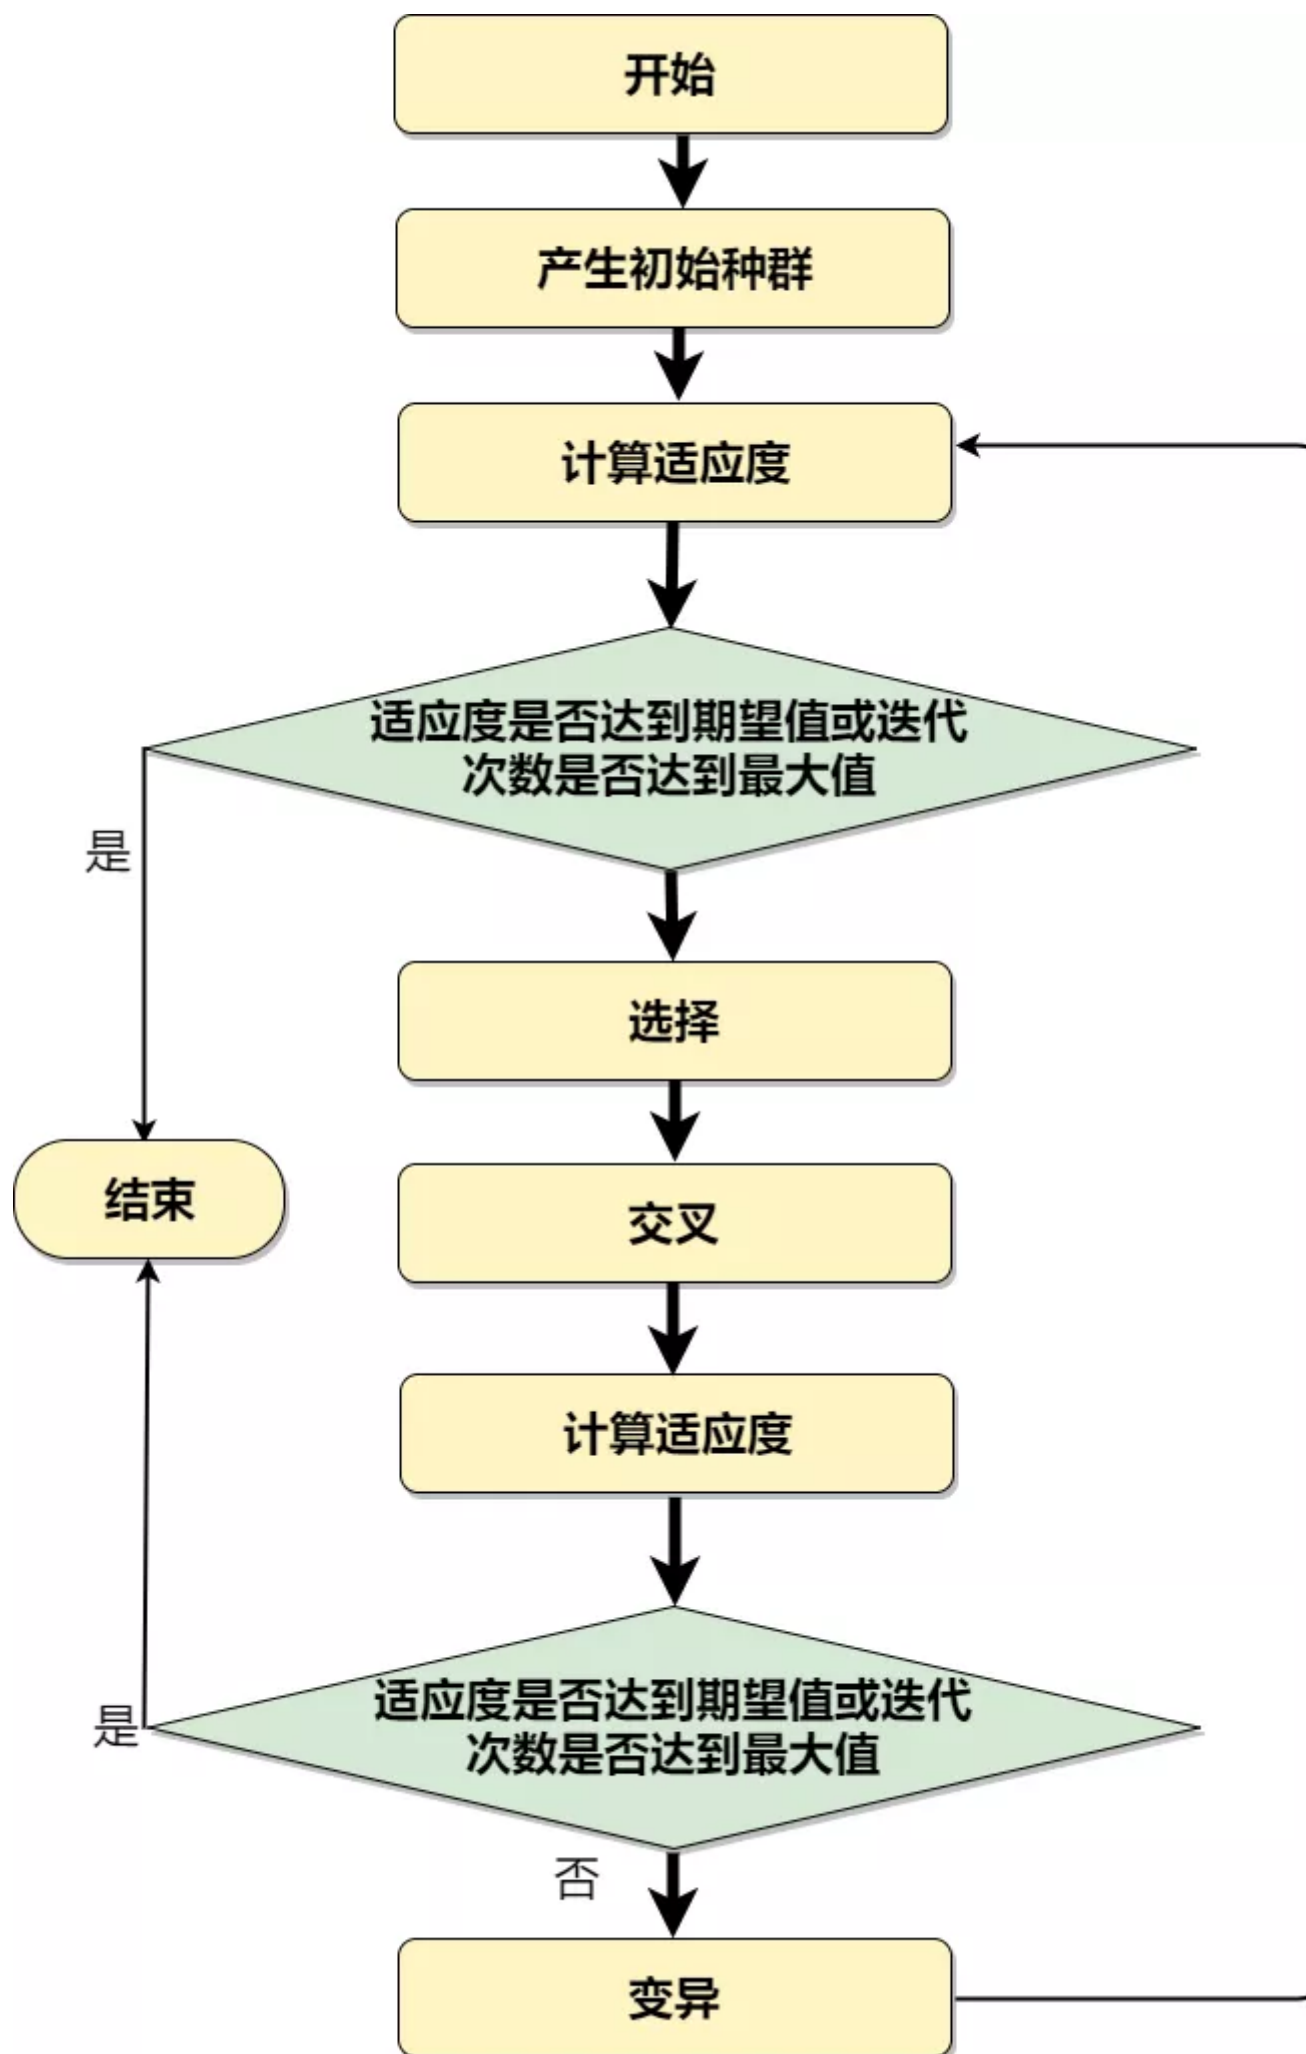 开始
产生初始种群
计算适应度
适应度是否达到期望值或迭代
次数是否达到最大值
是
选择
结束
交叉
计算适应度
适应度是否达到期望值或迭代
次数是否达到最大值
是
否
变异